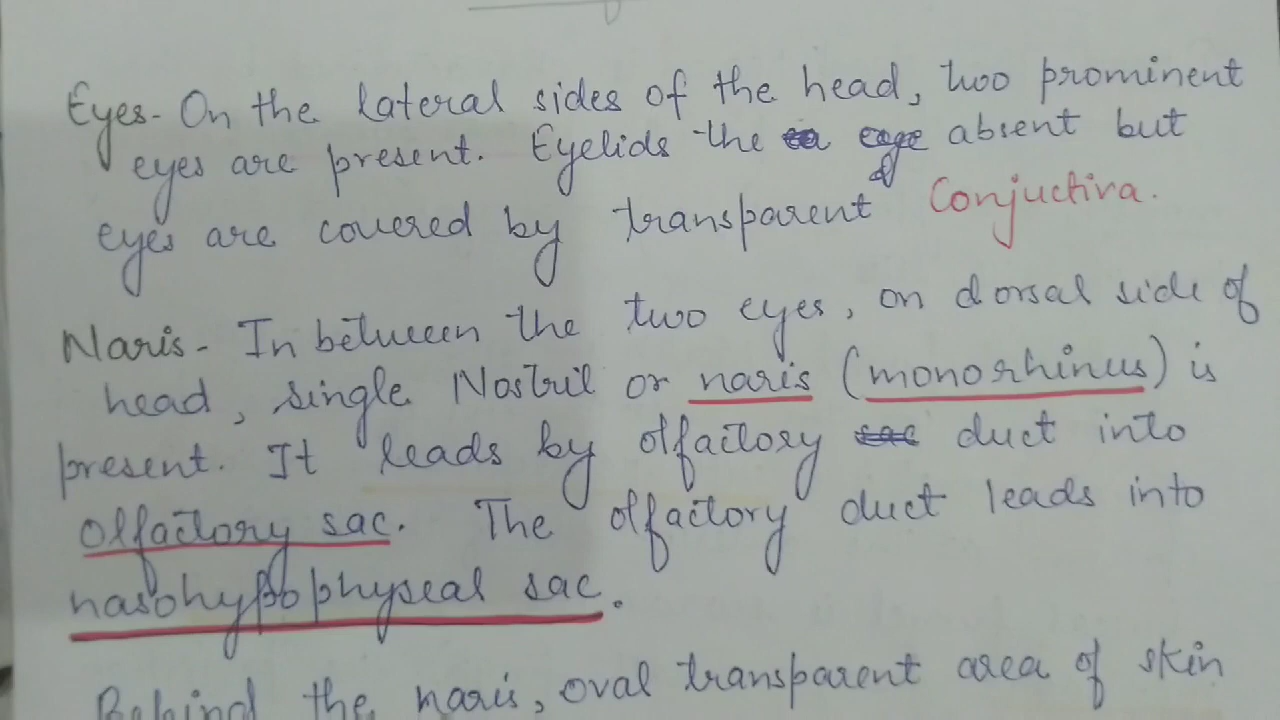 Eyes- On the lateral sides of the head, two prominent
eyes are present. Eyelids the are absent but
eyes are covered by transparent Conjuctiva.
Naris- In between the two eyes, on dorsal side of
head, single Nostril or naris (monorhinus) is
present. It leads by olfactory sac duct into
olfactory sac. The olfactory duct leads into
nasohypophyseal sac.
Behind the naris, oval transparent area of skin